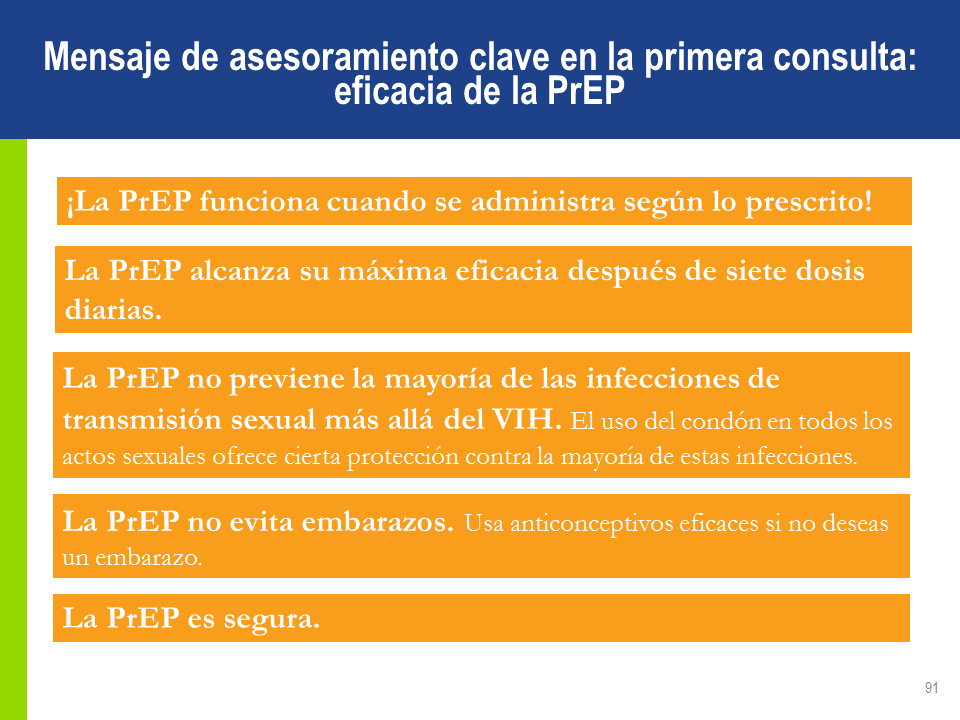 Mensaje de asesoramiento clave en la primera consulta:
eficacia de la PrEP
¡La PrEP funciona cuando se administra según lo prescrito!
La PrEP alcanza su máxima eficacia después de siete dosis
diarias.
La PrEP no previene la mayoría de las infecciones de
transmisión sexual más allá del VIH. El uso del condón en todos los
actos sexuales ofrece cierta protección contra la mayoría de estas infecciones.
La PrEP no evita embarazos. Usa anticonceptivos eficaces si no deseas
un embarazo.
La PrEP es segura.
91